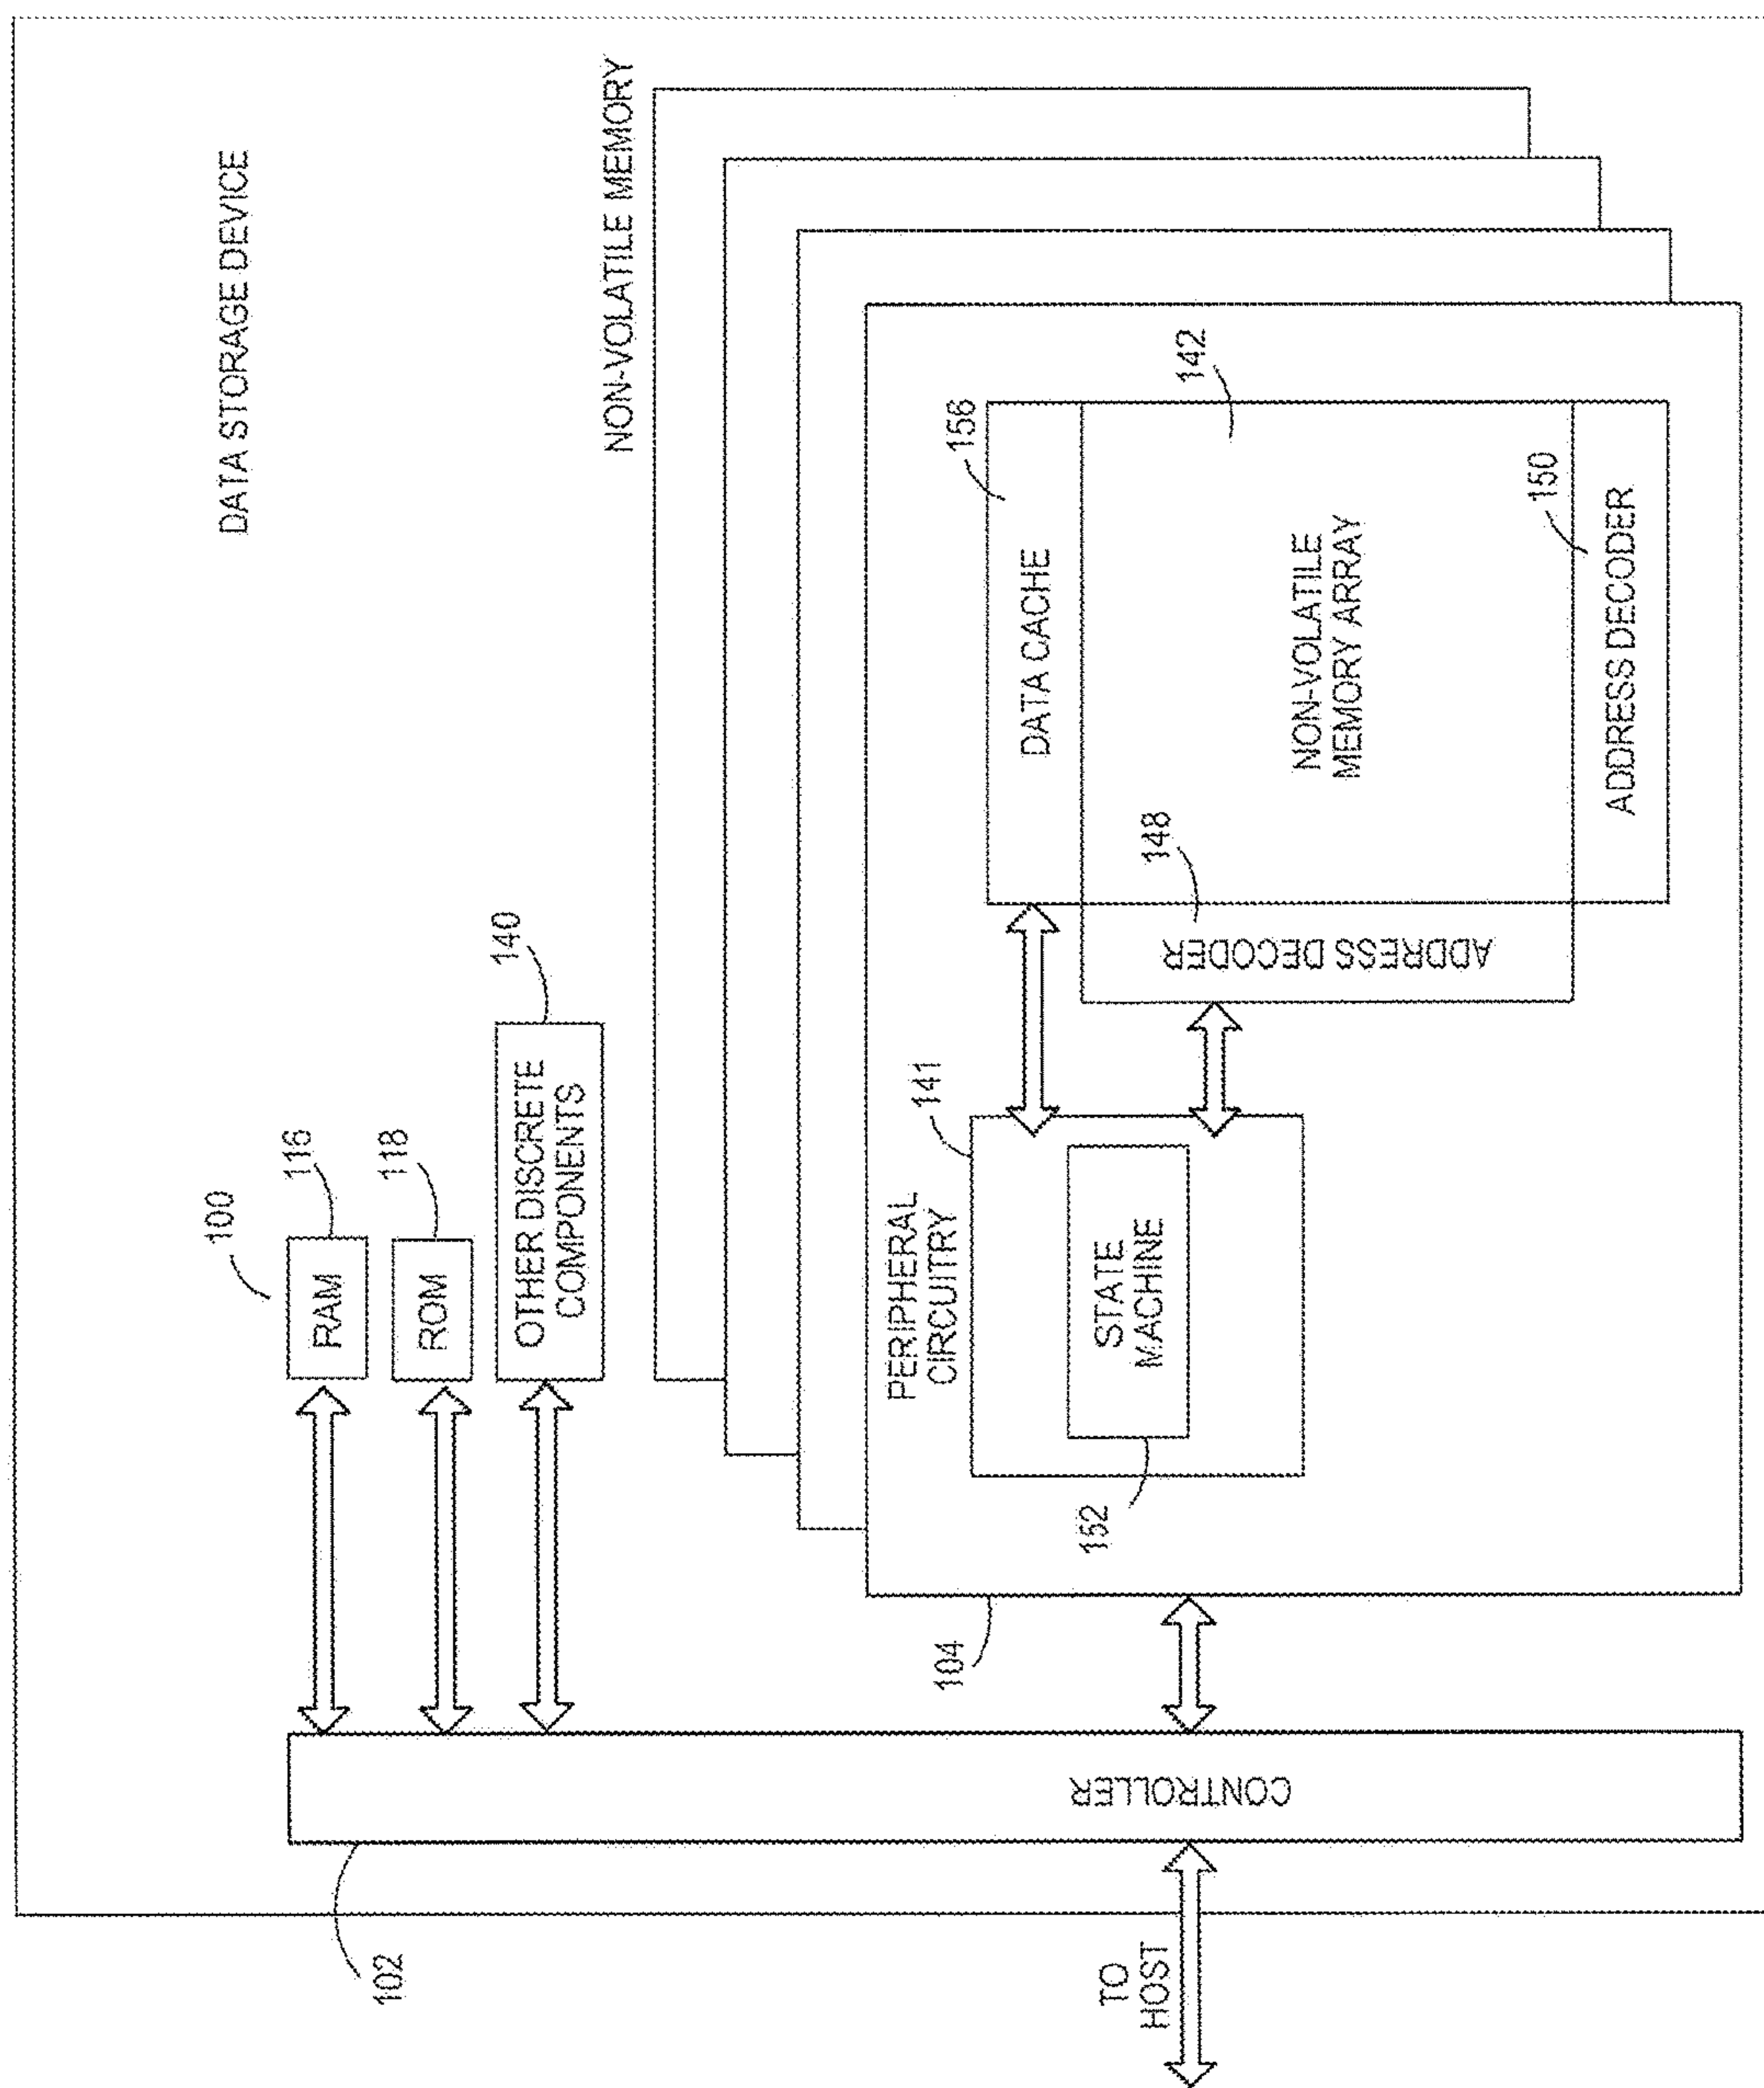 DATA STORAGE DEVICE
100
RAM
116
ROM
118
OTHER DISCRETE
COMPONENTS
140
NON-VOLATILE MEMORY
102
CONTROLLER
TO
HOST
104
PERIPHERAL
CIRCUITRY
141
STATE
MACHINE
152
DATA CACHE
156
ADDRESS DECODER
148
NON-VOLATILE
MEMORY ARRAY
142
ADDRESS DECODER
150